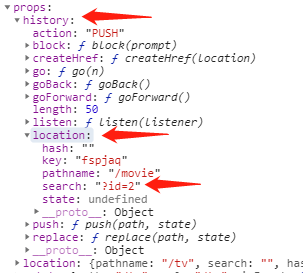 ▼ props:
▼ history:
action: "PUSH"
▶ block: ƒ block(prompt)
▶ createHref: ƒ createHref(location)
▶ go: ƒ go(n)
▶ goBack: ƒ goBack()
▶ goForward: ƒ goForward()
length: 50
▶ listen: ƒ listen(listener)
▼ location:
hash: ""
key: "fspjaq"
pathname: "/movie"
search: "?id=2"
state: undefined
▶ __proto__: Object
▶ push: ƒ push(path, state)
▶ replace: ƒ replace(path, state)
▶ __proto__: Object
▶ location: {pathname: "/tv", search: "", has